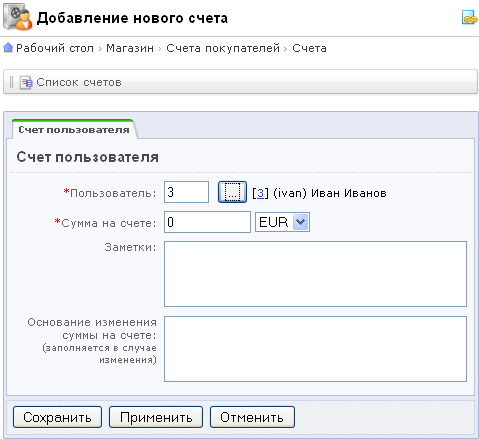 Добавление нового счета
Рабочий стол › Магазин › Счета покупателей › Счета
Список счетов
Счет пользователя
Счет пользователя
*Пользователь: 3 ... [3] (ivan) Иван Иванов
*Сумма на счете: 0 EUR
Заметки:
Основание изменения
суммы на счете:
(заполняется в случае
изменения)
Сохранить Применить Отменить